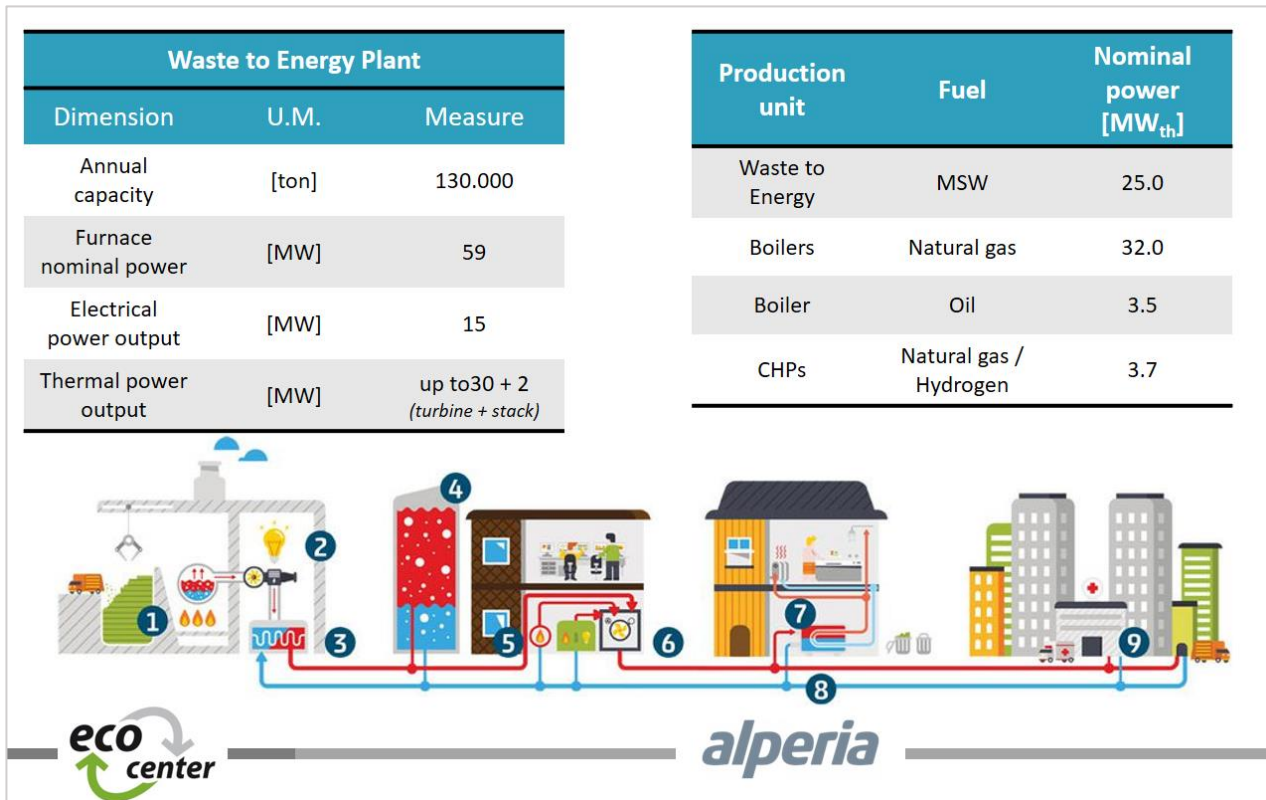 Waste to Energy Plant
Dimension U.M. Measure
Annual
capacity
[ton]
130.000
Furnace
nominal power
[MW]
59
Electrical
power output
[MW]
15
Thermal power
output
[MW]
up to30 + 2
(turbine + stack)
Production
unit
Fuel
Nominal
power
[MWth]
Waste to
Energy
MSW
25.0
Boilers Natural gas 32.0
Boiler Oil 3.5
CHPs
Natural gas /
Hydrogen
3.7
1
2
3
4
5
6
7
8
9
eco
center
alperia